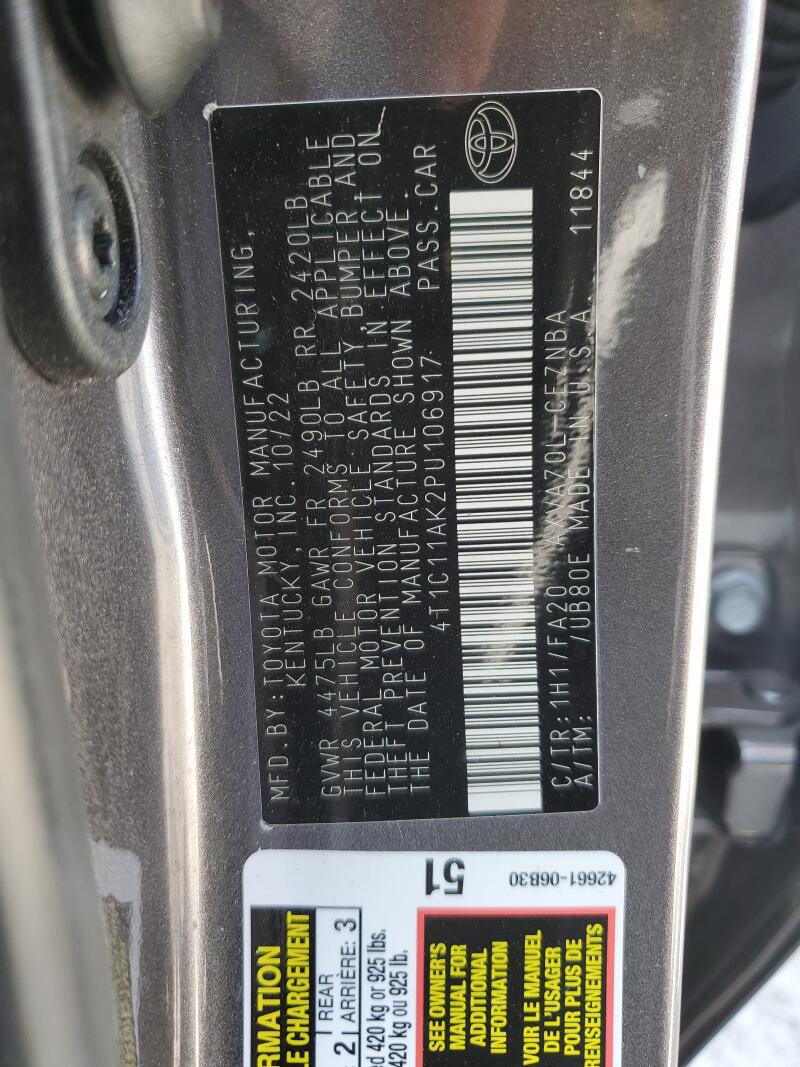 MFD.BY:TOYOTA MOTOR MANUFACTURING,
KENTUCKY, INC. 10/22
GVWR 4475LB GAWR FR 2490LB RR 2420LB
THIS VEHICLE CONFORMS TO ALL APPLICABLE
FEDERAL MOTOR VEHICLE SAFETY, BUMPER AND
THEFT PREVENTION STANDARDS IN EFFECT ON
THE DATE OF MANUFACTURE SHOWN ABOVE.
4T1C11AK2PU106917 PASS.CAR
C/TR:1H1/FA20 AXVA70L-CEZNBA
A/TM: /UB80E MADE IN U.S.A. 11844
51
42661-06B30
RMATION
E CHARGEMENT
: 2 REAR ARRIÈRE: 3
ed 420 kg or 925 lbs.
420 kg ou 925 lb.
SEE OWNER'S
MANUAL FOR
ADDITIONAL
INFORMATION
VOIR LE MANUEL
DE L'USAGER
POUR PLUS DE
RENSEIGNEMENTS